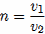 n = v₁/v₂